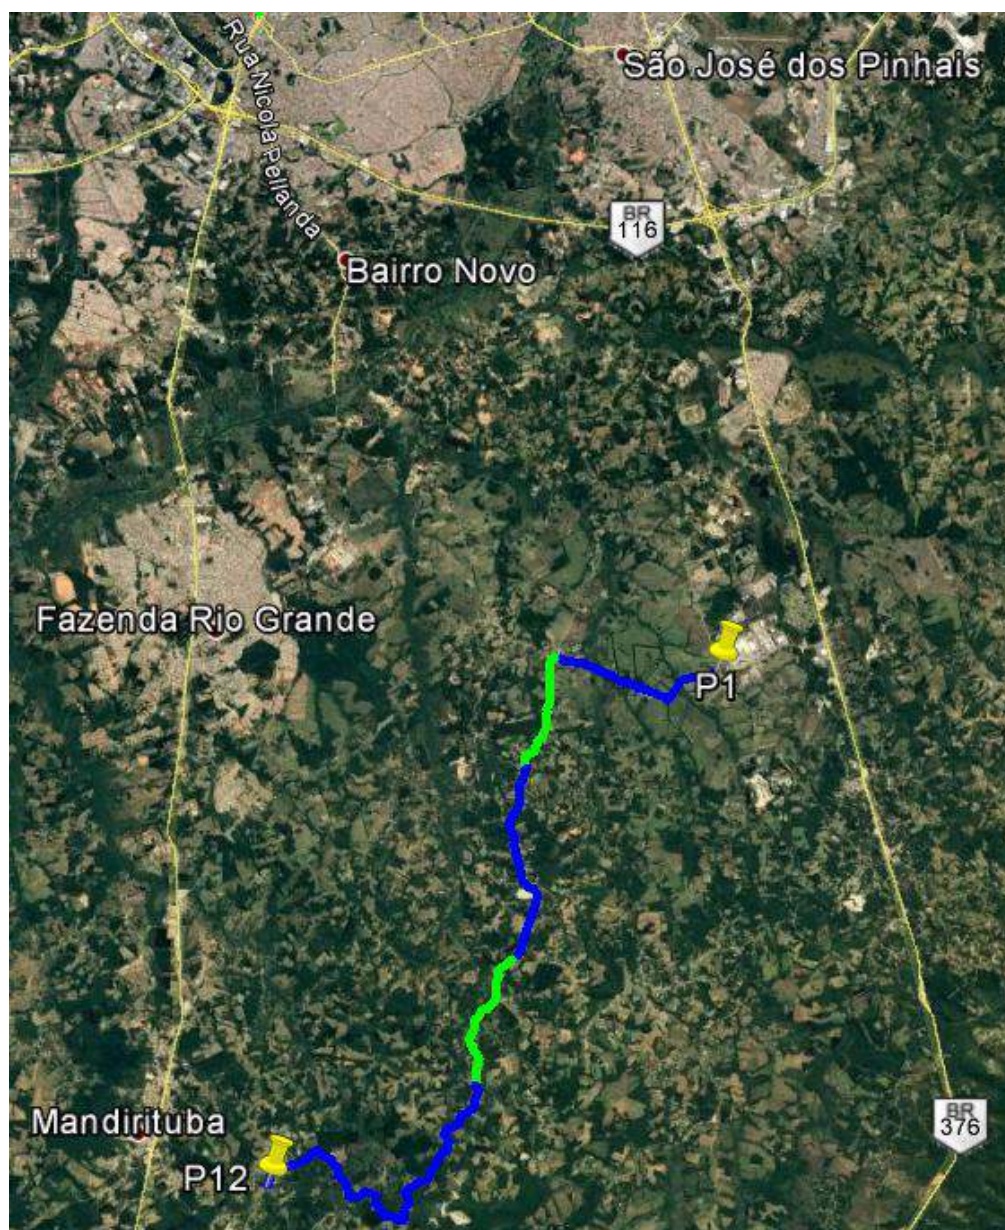 São José dos Pinhais
Rua Nicola Pellanda
BR
116
Bairro Novo
Fazenda Rio Grande
P1
Mandirituba
BR
376
P12